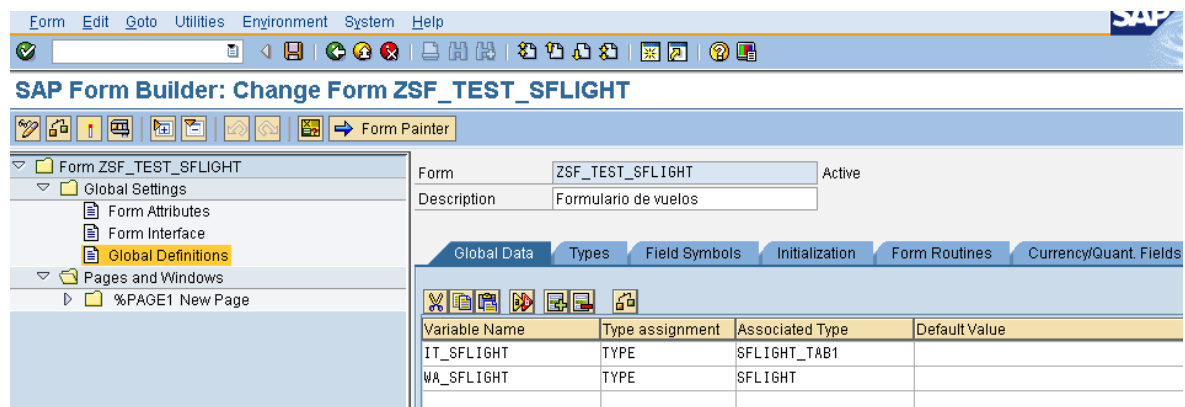 Form Edit Goto Utilities Environment System Help
SAP
SAP Form Builder: Change Form ZSF_TEST_SFLIGHT
Form Painter
Form ZSF_TEST_SFLIGHT
Global Settings
Form Attributes
Form Interface
Global Definitions
Pages and Windows
%PAGE1 New Page
Form ZSF_TEST_SFLIGHT Active
Description Formulario de vuelos
Global Data Types Field Symbols Initialization Form Routines Currency/Quant. Fields
Variable Name Type assignment Associated Type Default Value
IT_SFLIGHT TYPE SFLIGHT_TAB1
WA_SFLIGHT TYPE SFLIGHT